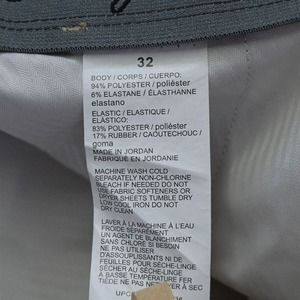 32
BODY / CORPS / CUERPO:
94% POLYESTER / poliéster
6% ELASTANE / ÉLASTHANNE
elastano
ELASTIC / ELASTIQUE /
ELÁSTICO:
83% POLYESTER / poliéster
17% RUBBER / CAOUTCHOUC /
goma
MADE IN JORDAN
FABRIQUÉ EN JORDANIE
MACHINE WASH COLD
SEPARATELY NON-CHLORINE
BLEACH IF NEEDED DO NOT
USE FABRIC SOFTENERS OR
DRYER SHEETS TUMBLE DRY
LOW COOL IRON DO NOT
DRY CLEAN
LAVER À LA MACHINE À L'EAU
FROIDE SÉPARÉMENT
UN AGENT DE BLANCHIMENT
SANS CHLORE SI BESOIN
NE PAS UTILISER
D'ASSOUPLISSANTS NI DE
FEUILLES POUR SÈCHE-LINGE
SÉCHER AU SÈCHE-LINGE
À BASSE TEMPÉRATURE FER
TIÈDE NE PAS NETTOYER À SEC